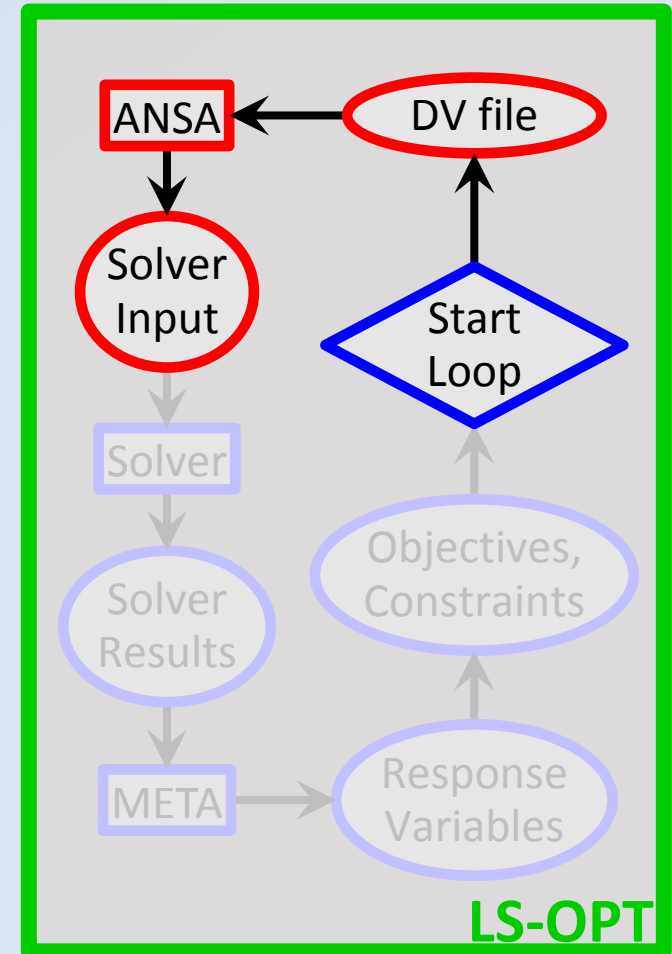 ANSA
DV file
Solver
Input
Start
Loop
Solver
Objectives,
Constraints
Solver
Results
META
Response
Variables
LS-OPT